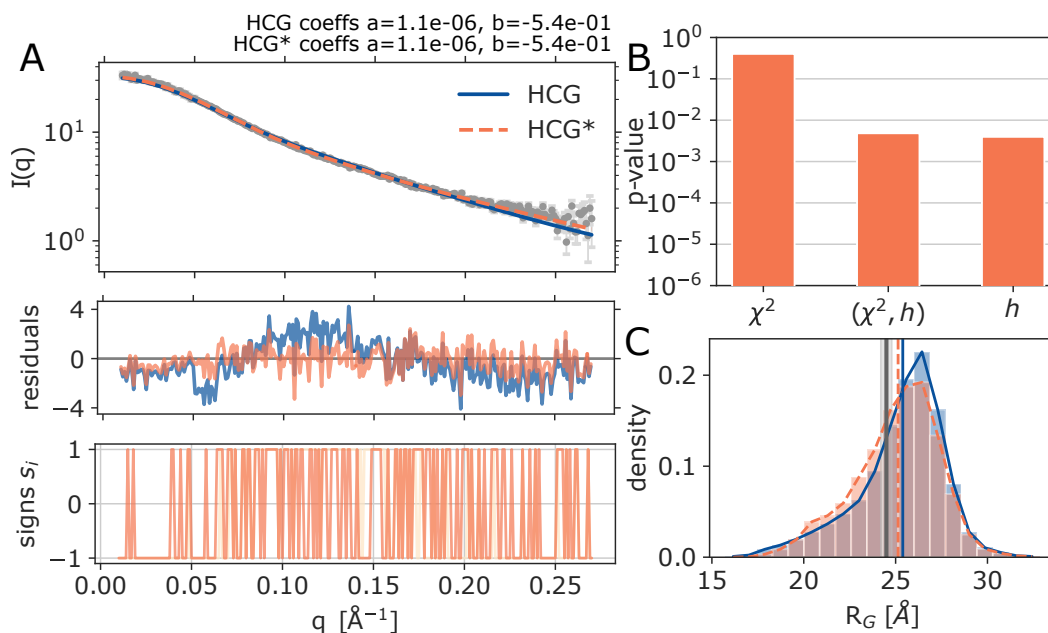 HCG coeffs a=1.1e-06, b=-5.4e-01
HCG* coeffs a=1.1e-06, b=-5.4e-01
A
I(q)
10¹
10⁰
HCG
HCG*
residuals
4
0
−4
signs sᵢ
1
0
−1
0.00 0.05 0.10 0.15 0.20 0.25
q [Å⁻¹]
B
p-value
10⁰
10⁻¹
10⁻²
10⁻³
10⁻⁴
10⁻⁵
10⁻⁶
χ² (χ², h) h
C
density
0.2
0.1
0.0
15 20 25 30
R_G [Å]